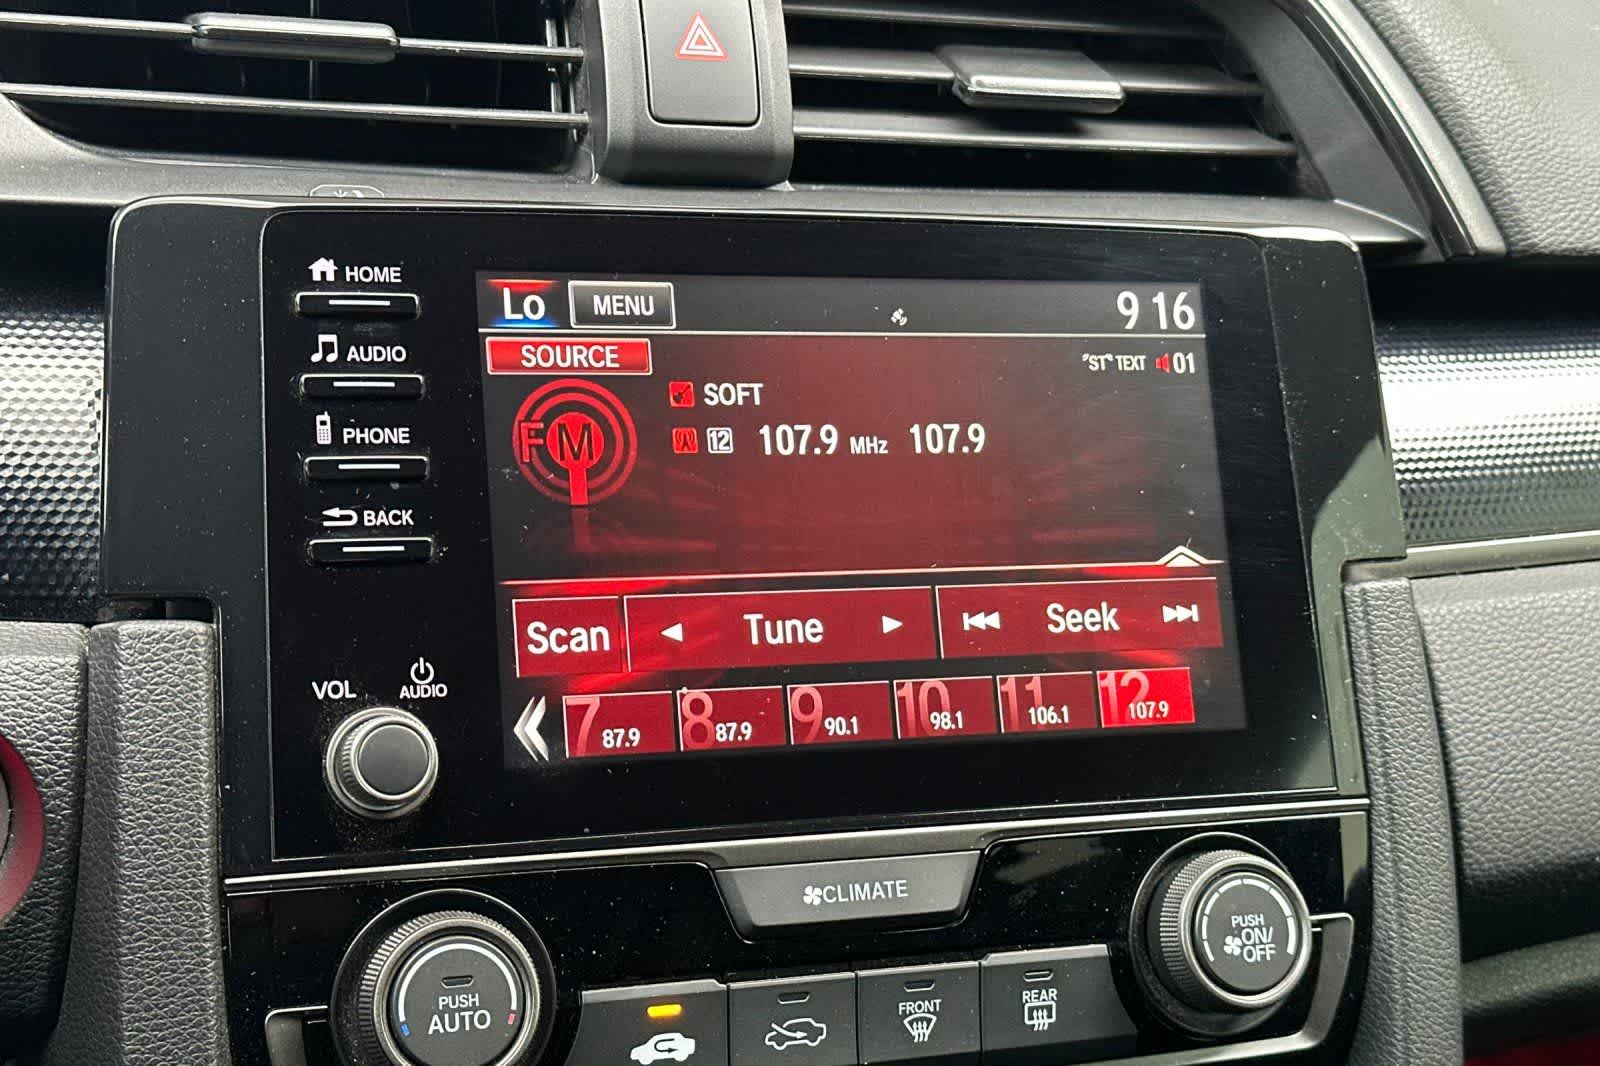 HOME
AUDIO
PHONE
BACK
VOL
AUDIO
Lo MENU 9 16
SOURCE
"ST" TEXT 01
FM
SOFT
12 107.9 MHz 107.9
Scan Tune Seek
7 87.9 8 87.9 9 90.1 10 98.1 11 106.1 12 107.9
CLIMATE
PUSH
AUTO
FRONT
REAR
PUSH
ON/
OFF